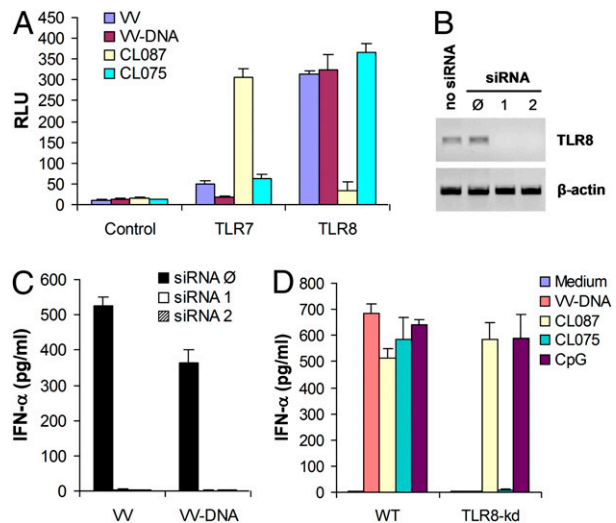 A
VV
VV-DNA
CL087
CL075
RLU
400
350
300
250
200
150
100
50
0
Control
TLR7
TLR8
B
no siRNA
siRNA
Ø 1 2
TLR8
β-actin
C
siRNA Ø
siRNA 1
siRNA 2
IFN-α (pg/ml)
600
500
400
300
200
100
0
VV
VV-DNA
D
Medium
VV-DNA
CL087
CL075
CpG
IFN-α (pg/ml)
800
700
600
500
400
300
200
100
0
WT
TLR8-kd